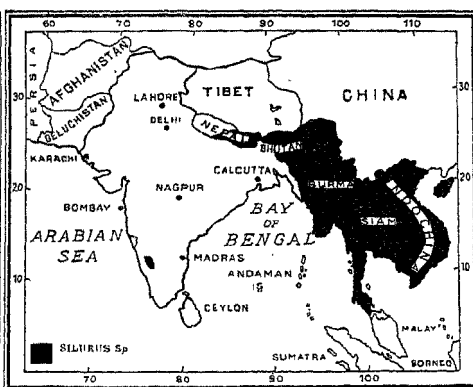 60 70 80 90 100 110
PERSIA
AFGHANISTAN
BELUCHISTAN
LAHORE
DELHI
TIBET
CHINA
30
30
NEPAL
BHUTAN
KARACHI
CALCUTTA
BURMA
20
20
NAGPUR
BOMBAY
BAY
OF
BENGAL
SIAM
INDOCHINA
ARABIAN
SEA
MADRAS
ANDAMAN
IS
10
10
CEYLON
MALAY
SILURUS Sp
SUMATRA
BORNEO
70 80 90 100